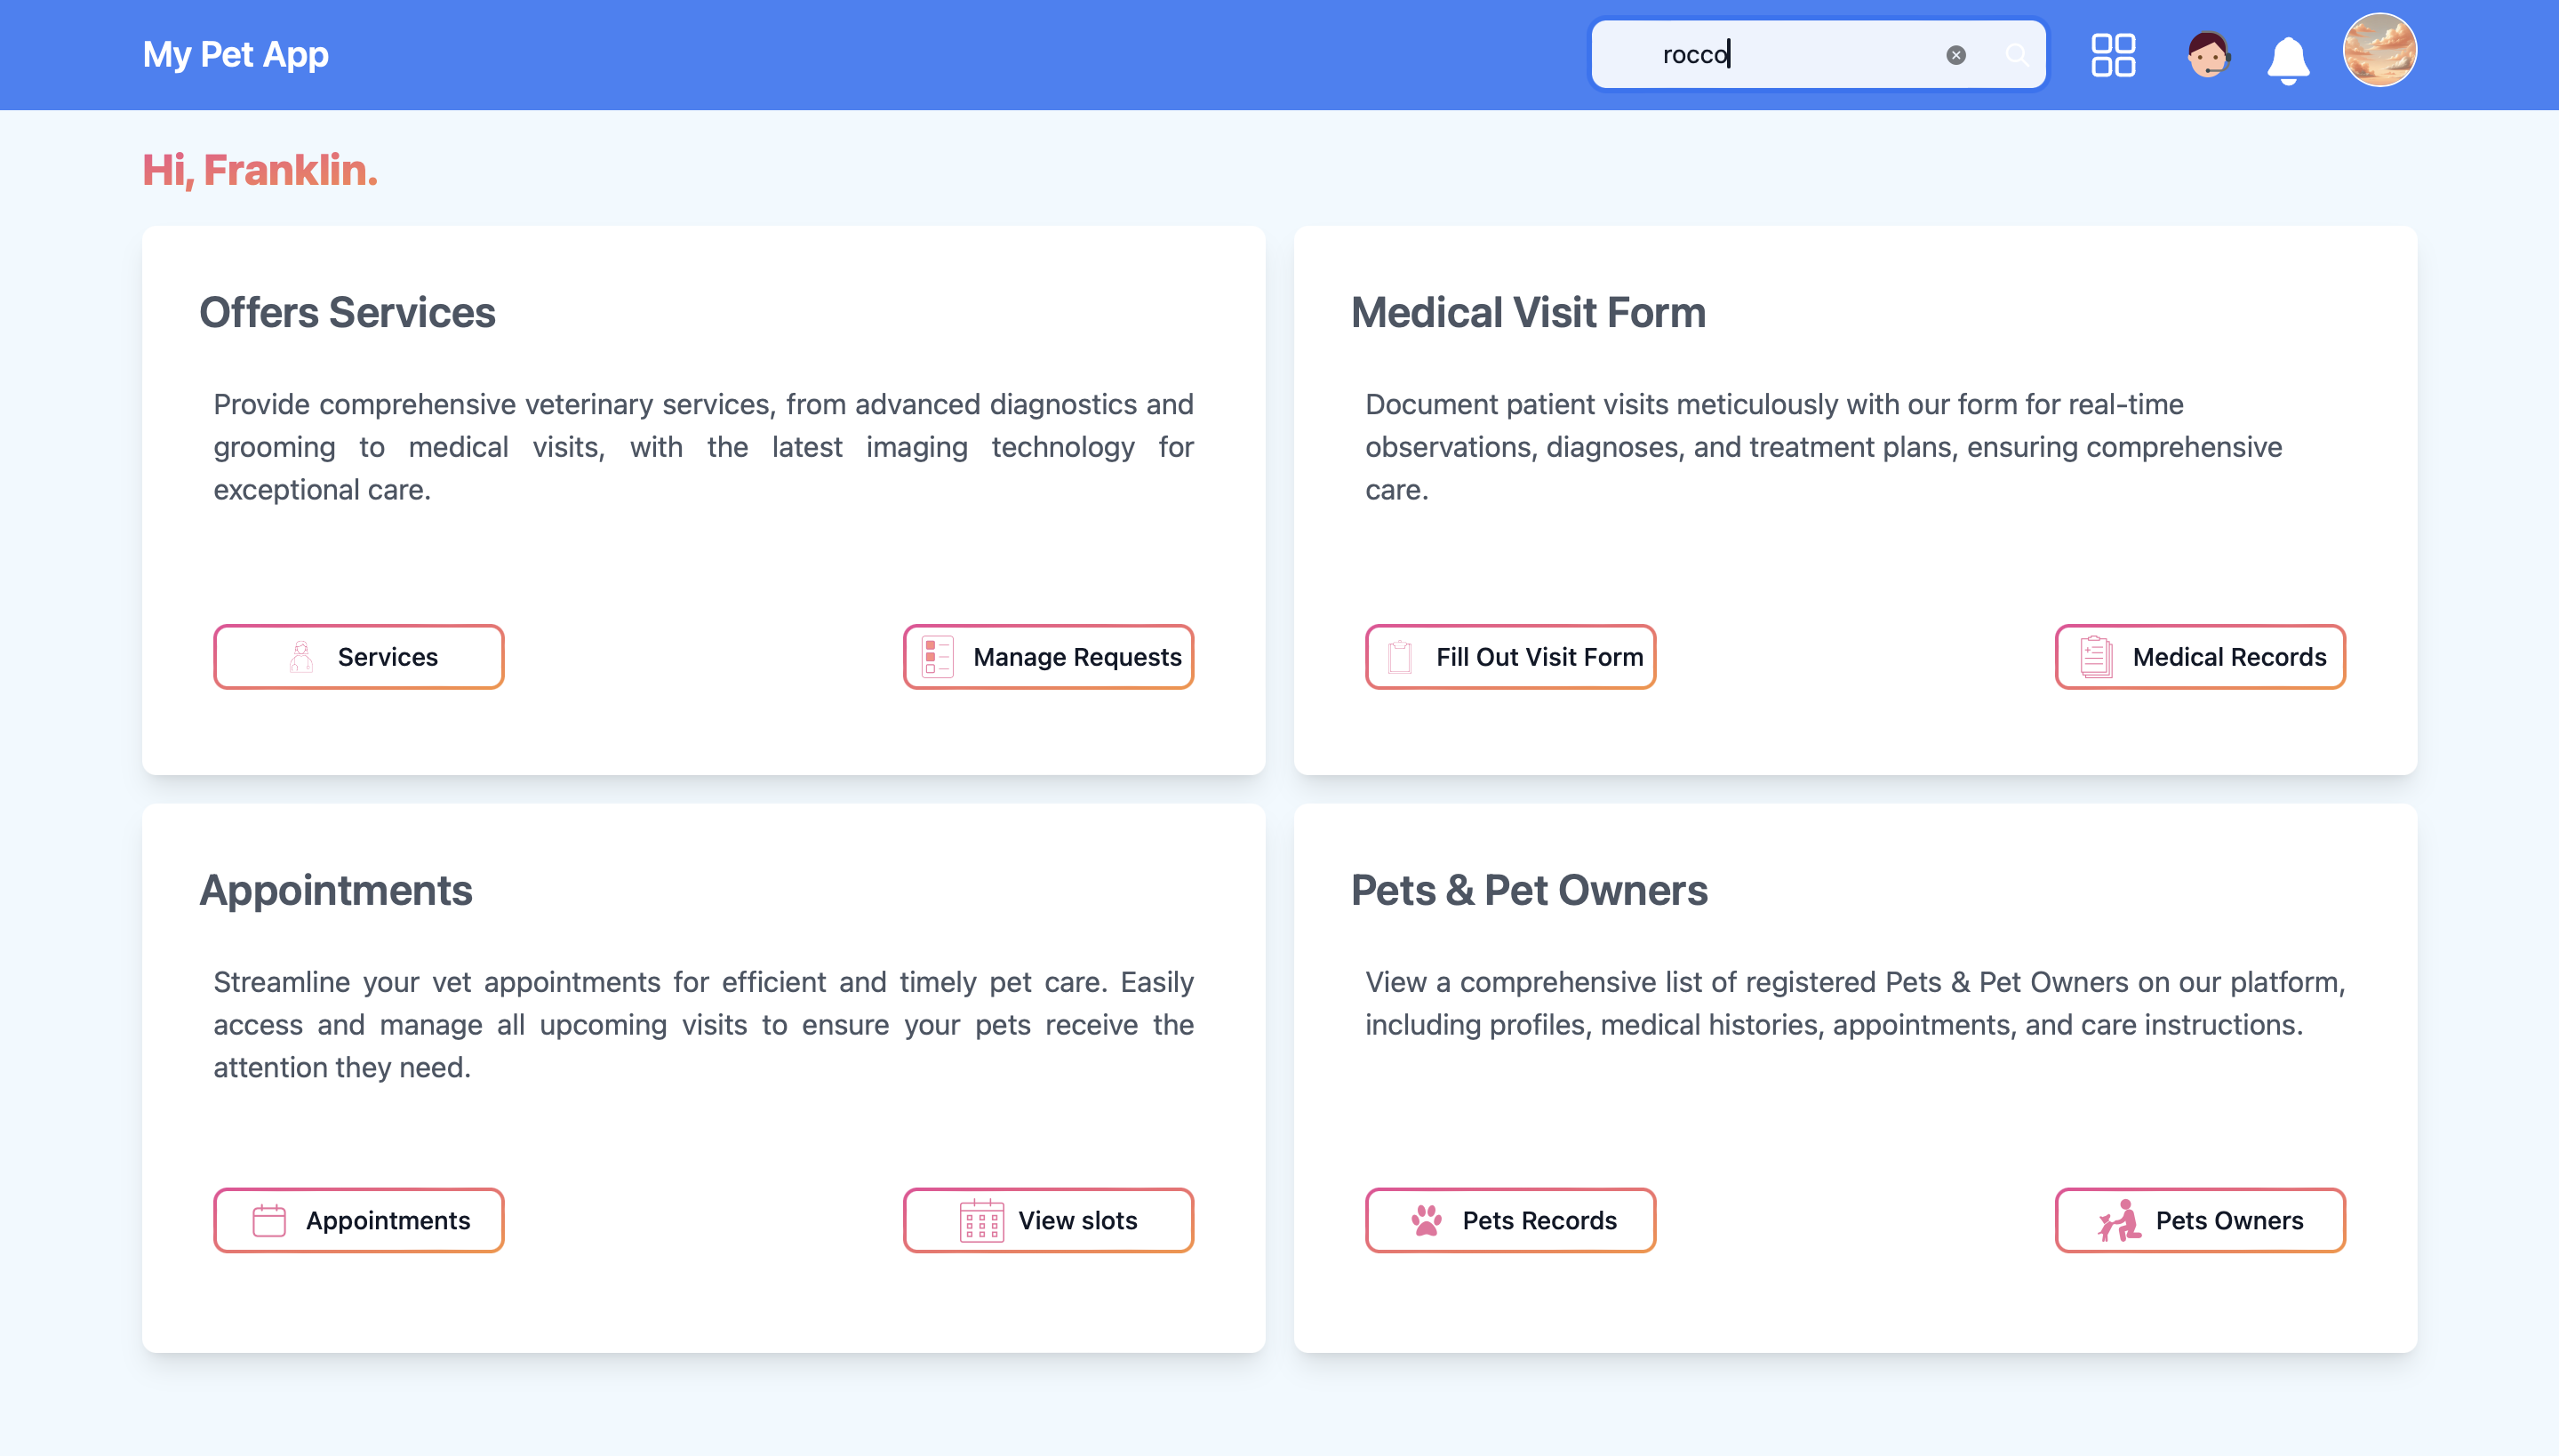 My Pet App
rocco
Hi, Franklin.
Offers Services
Provide comprehensive veterinary services, from advanced diagnostics and
grooming to medical visits, with the latest imaging technology for
exceptional care.
Services
Manage Requests
Medical Visit Form
Document patient visits meticulously with our form for real-time
observations, diagnoses, and treatment plans, ensuring comprehensive
care.
Fill Out Visit Form
Medical Records
Appointments
Streamline your vet appointments for efficient and timely pet care. Easily
access and manage all upcoming visits to ensure your pets receive the
attention they need.
Appointments
View slots
Pets & Pet Owners
View a comprehensive list of registered Pets & Pet Owners on our platform,
including profiles, medical histories, appointments, and care instructions.
Pets Records
Pets Owners